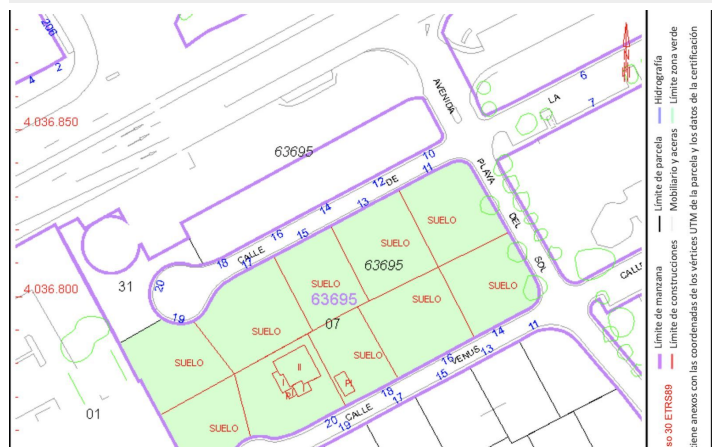 206
2
4
4.036.850
63695
AVENIDA
PLAYA
DEL
SOL
LA
6
7
10
12 DE
11
14
13
16
15
18
CALLE
17
20
19
31
4.036.800
SUELO
SUELO
SUELO
63695
63695
07
SUELO
SUELO
SUELO
SUELO
SUELO
SUELO
II
I
I
PI
01
CALLE
VENUS
20
19
18
17
16
15
14
13
11
CALL
Límite de manzana
Límite de parcela
Hidrografía
Límite de construcciones
Mobiliario y aceras
Límite zona verde
so 30 ETRS89
tiene anexos con las coordenadas de los vértices UTM de la parcela y los datos de la certificación